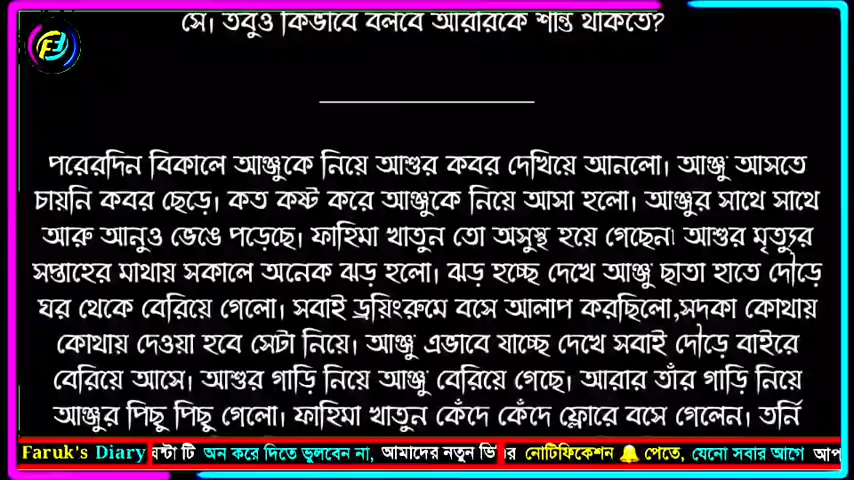 সে। তবুও কিভাবে বলবে আরারকে শান্ত থাকতে?
পরেরদিন বিকালে আঞ্জুকে নিয়ে আশুর কবর দেখিয়ে আনলো। আঞ্জু আসতে
চায়নি কবর ছেড়ে। কত কষ্ট করে আঞ্জুকে নিয়ে আসা হলো। আঞ্জুর সাথে সাথে
আরু আনুও ভেঙে পড়েছে। ফাহিমা খাতুন তো অসুস্থ হয়ে গেছেন। আশুর মৃত্যুর
সপ্তাহের মাথায় সকালে অনেক ঝড় হলো। ঝড় হচ্ছে দেখে আঞ্জু ছাতা হাতে দৌড়ে
ঘর থেকে বেরিয়ে গেলো। সবাই ড্রয়িংরুমে বসে আলাপ করছিলো,সদকা কোথায়
কোথায় দেওয়া হবে সেটা নিয়ে। আঞ্জু এভাবে যাচ্ছে দেখে সবাই দৌড়ে বাইরে
বেরিয়ে আসে। আশুর গাড়ি নিয়ে আঞ্জু বেরিয়ে গেছে। আরার তাঁর গাড়ি নিয়ে
আঞ্জুর পিছু পিছু গেলো। ফাহিমা খাতুন কেঁদে কেঁদে ফ্লোরে বসে গেলেন। তর্নি
Faruk's Diary ঘন্টা টি অন করে দিতে ভুলবেন না, আমাদের নতুন ভি র নোটিফিকেশন 🔔 পেতে, যেনো সবার আগে আপ